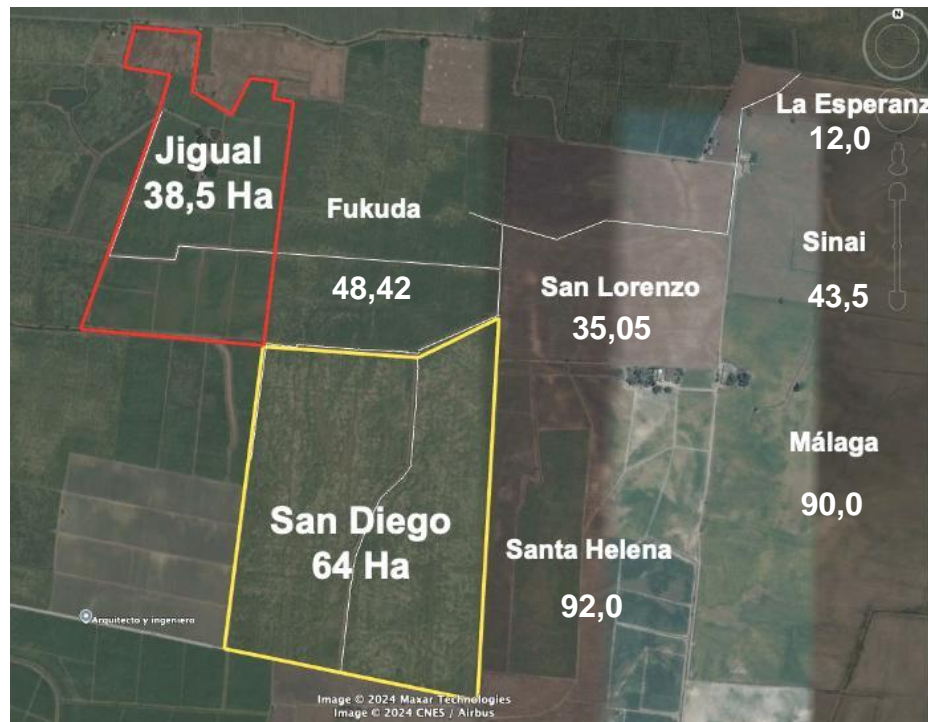 N
La Esperanz
12,0
Jigual
38,5 Ha
Fukuda
Sinai
48,42
San Lorenzo
43,5
35,05
Málaga
90,0
San Diego
64 Ha
Santa Helena
92,0
Arquitecto y ingeniero
Image © 2024 Maxar Technologies
Image © 2024 CNES / Airbus